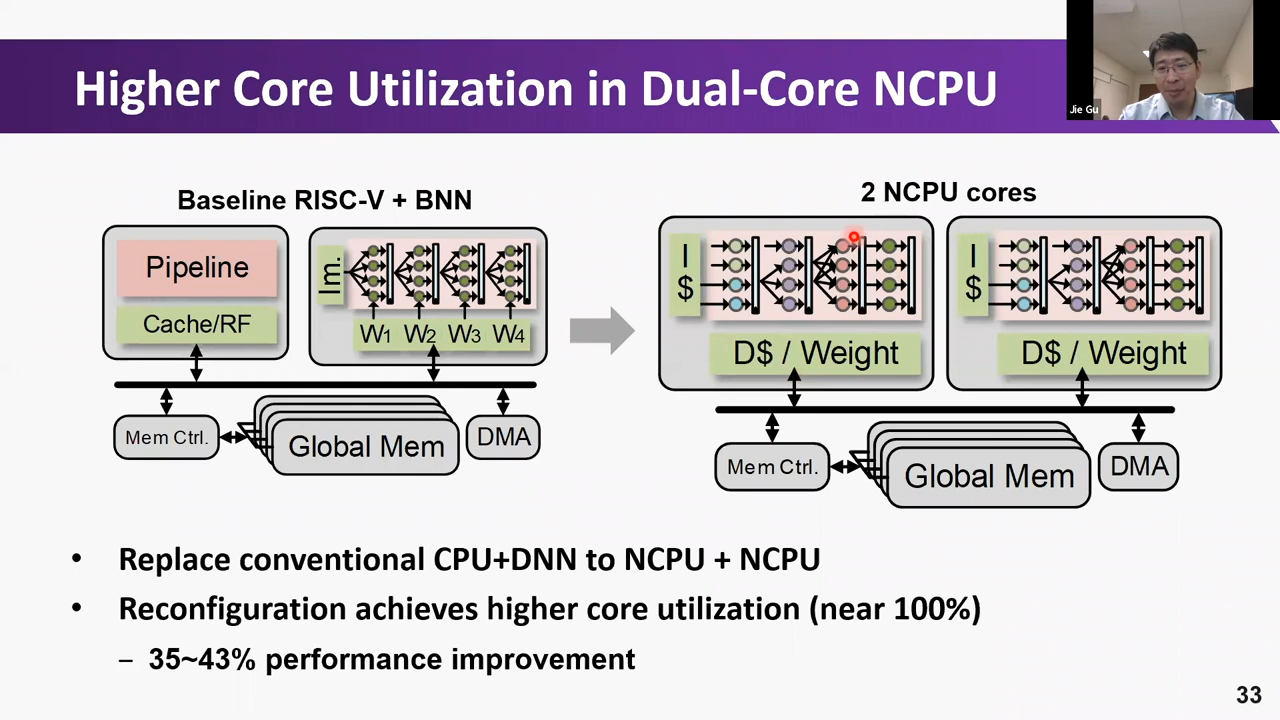 Higher Core Utilization in Dual-Core NCPU
Jie Gu
Baseline RISC-V + BNN
Pipeline
Cache/RF
Im.
W1 W2 W3 W4
Mem Ctrl.
Global Mem
DMA
2 NCPU cores
I
$
D$ / Weight
I
$
D$ / Weight
Mem Ctrl.
Global Mem
DMA
• Replace conventional CPU+DNN to NCPU + NCPU
• Reconfiguration achieves higher core utilization (near 100%)
– 35~43% performance improvement
33